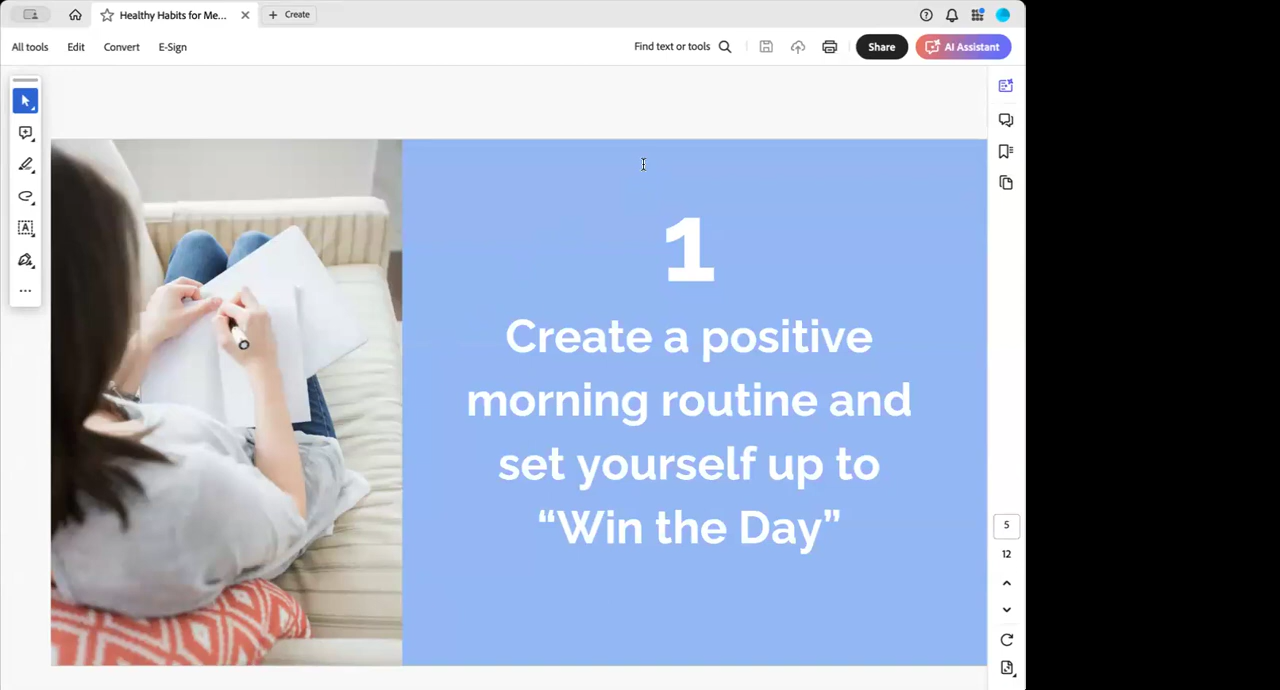 Healthy Habits for Me...
Create
All tools
Edit
Convert
E-Sign
Find text or tools
Share
AI Assistant
1
Create a positive
morning routine and
set yourself up to
“Win the Day”
5
12